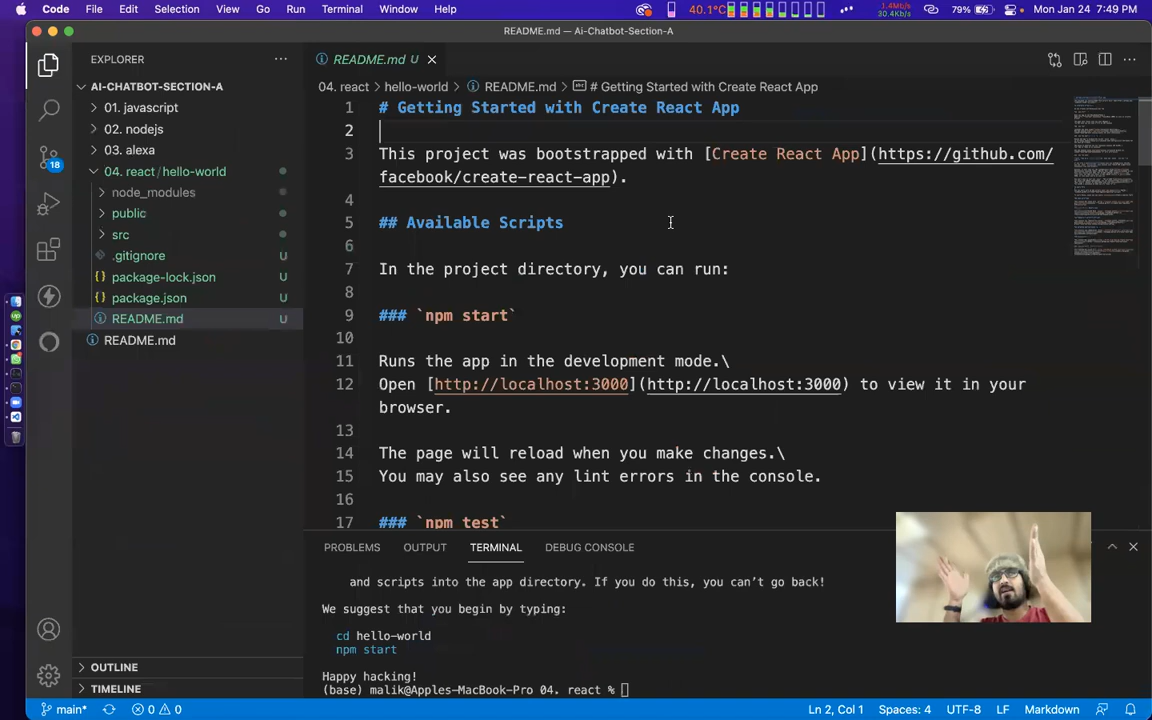 Code File Edit Selection View Go Run Terminal Window Help 40.1°C 79% Mon Jan 24 7:49 PM
README.md — Ai-Chatbot-Section-A
EXPLORER
README.md U
AI-CHATBOT-SECTION-A
04. react > hello-world > README.md > # Getting Started with Create React App
01. javascript
02. nodejs
03. alexa
04. react/hello-world
node_modules
public
src
.gitignore U
package-lock.json U
package.json U
README.md U
README.md
18
1 # Getting Started with Create React App
2
3 This project was bootstrapped with [Create React App](https://github.com/
facebook/create-react-app).
4
5 ## Available Scripts
6
7 In the project directory, you can run:
8
9 ### `npm start`
10
11 Runs the app in the development mode.\
12 Open [http://localhost:3000](http://localhost:3000) to view it in your
browser.
13
14 The page will reload when you make changes.\
15 You may also see any lint errors in the console.
16
17 ### `npm test`
PROBLEMS OUTPUT TERMINAL DEBUG CONSOLE
and scripts into the app directory. If you do this, you can’t go back!
We suggest that you begin by typing:
cd hello-world
npm start
Happy hacking!
(base) malik@Apples-MacBook-Pro 04. react %
OUTLINE
TIMELINE
main* 0 0 Ln 2, Col 1 Spaces: 4 UTF-8 LF Markdown